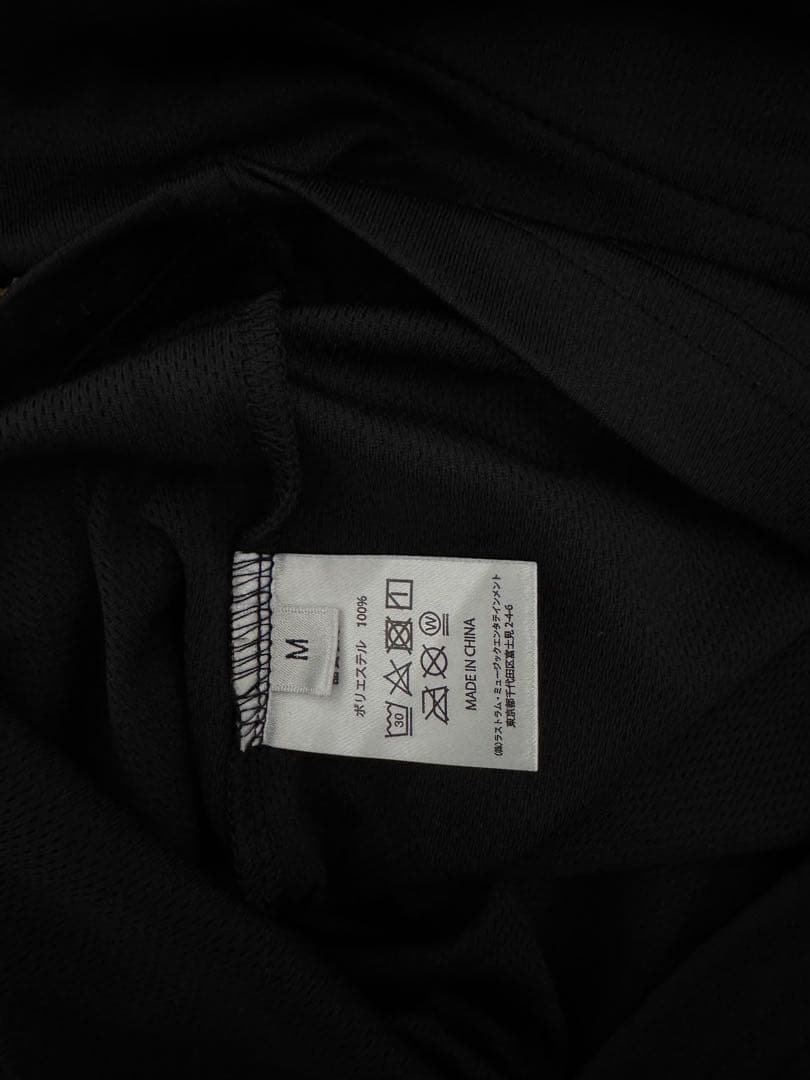 M
ポリエステル 100%
30
W
MADE IN CHINA
(株)ラストラム・ミュージックエンタテインメント
東京都千代田区富士見 2-4-6